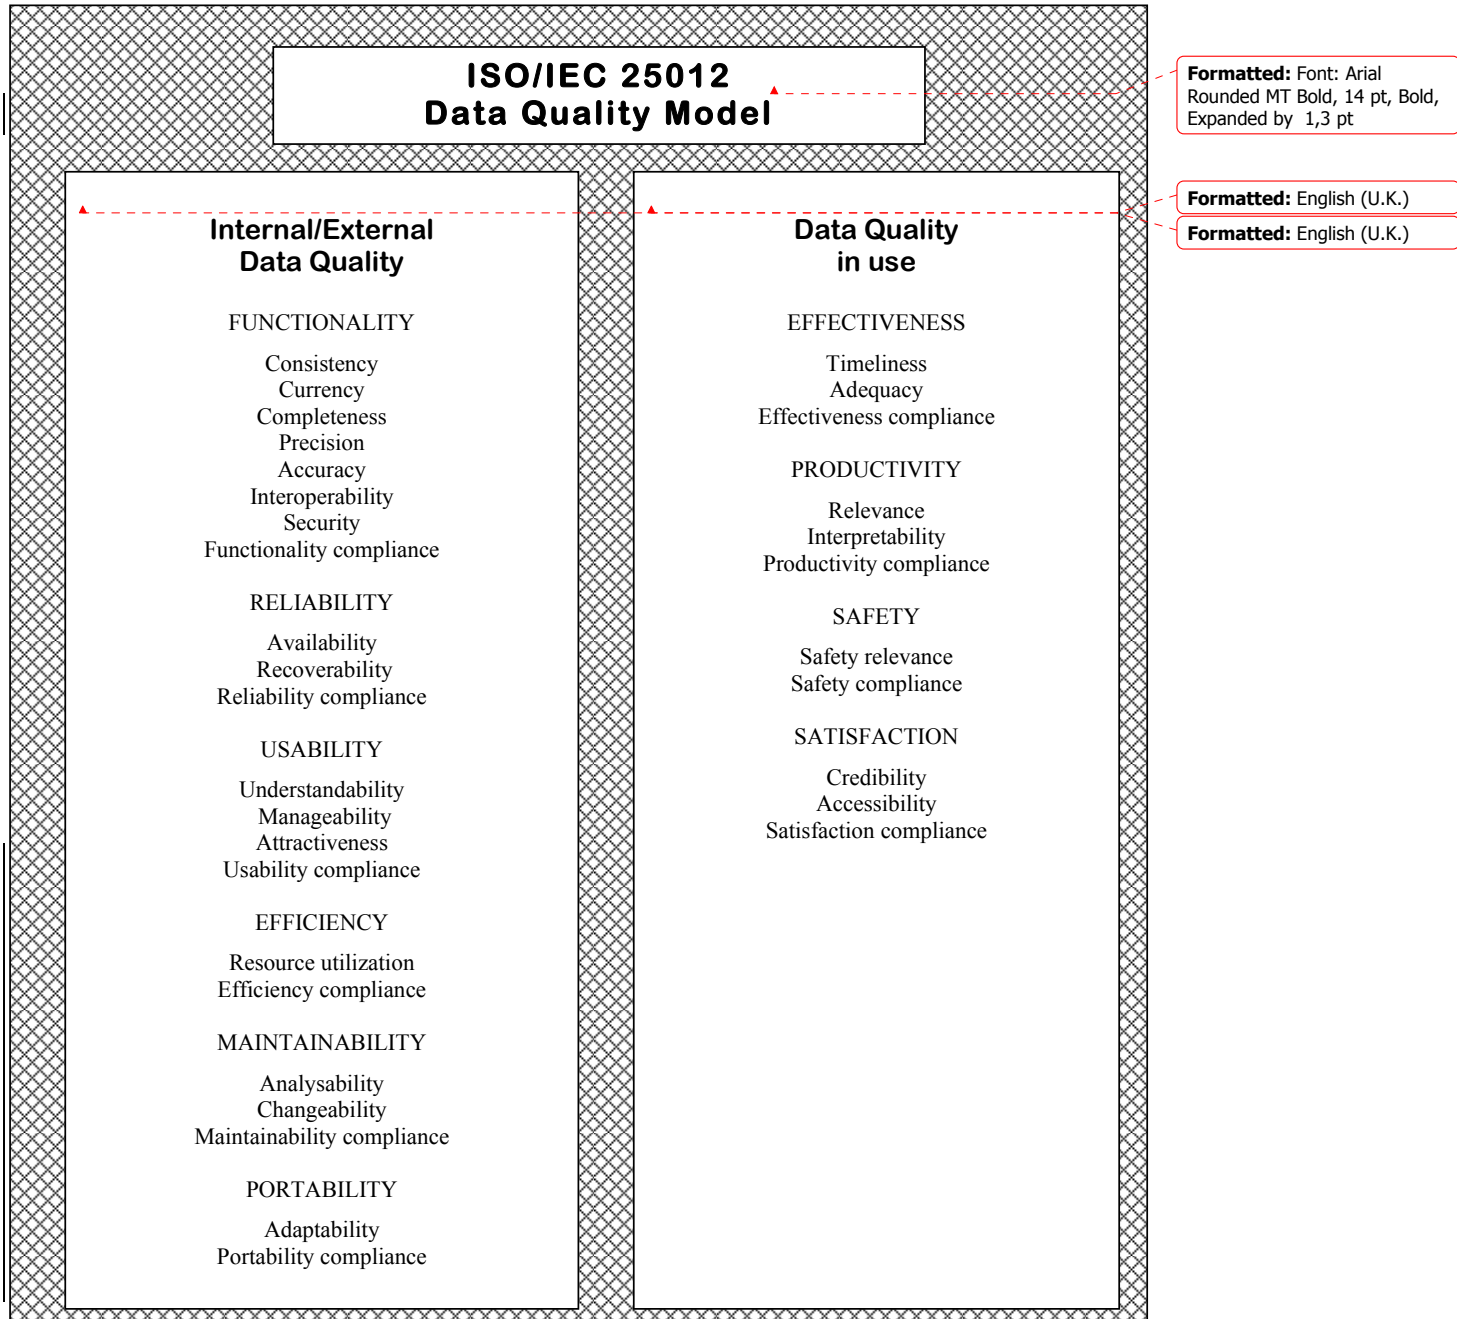 ISO/IEC 25012
Data Quality Model
Formatted: Font: Arial
Rounded MT Bold, 14 pt, Bold,
Expanded by 1,3 pt
Formatted: English (U.K.)
Formatted: English (U.K.)
Internal/External
Data Quality
FUNCTIONALITY
Consistency
Currency
Completeness
Precision
Accuracy
Interoperability
Security
Functionality compliance
RELIABILITY
Availability
Recoverability
Reliability compliance
USABILITY
Understandability
Manageability
Attractiveness
Usability compliance
EFFICIENCY
Resource utilization
Efficiency compliance
MAINTAINABILITY
Analysability
Changeability
Maintainability compliance
PORTABILITY
Adaptability
Portability compliance
Data Quality
in use
EFFECTIVENESS
Timeliness
Adequacy
Effectiveness compliance
PRODUCTIVITY
Relevance
Interpretability
Productivity compliance
SAFETY
Safety relevance
Safety compliance
SATISFACTION
Credibility
Accessibility
Satisfaction compliance